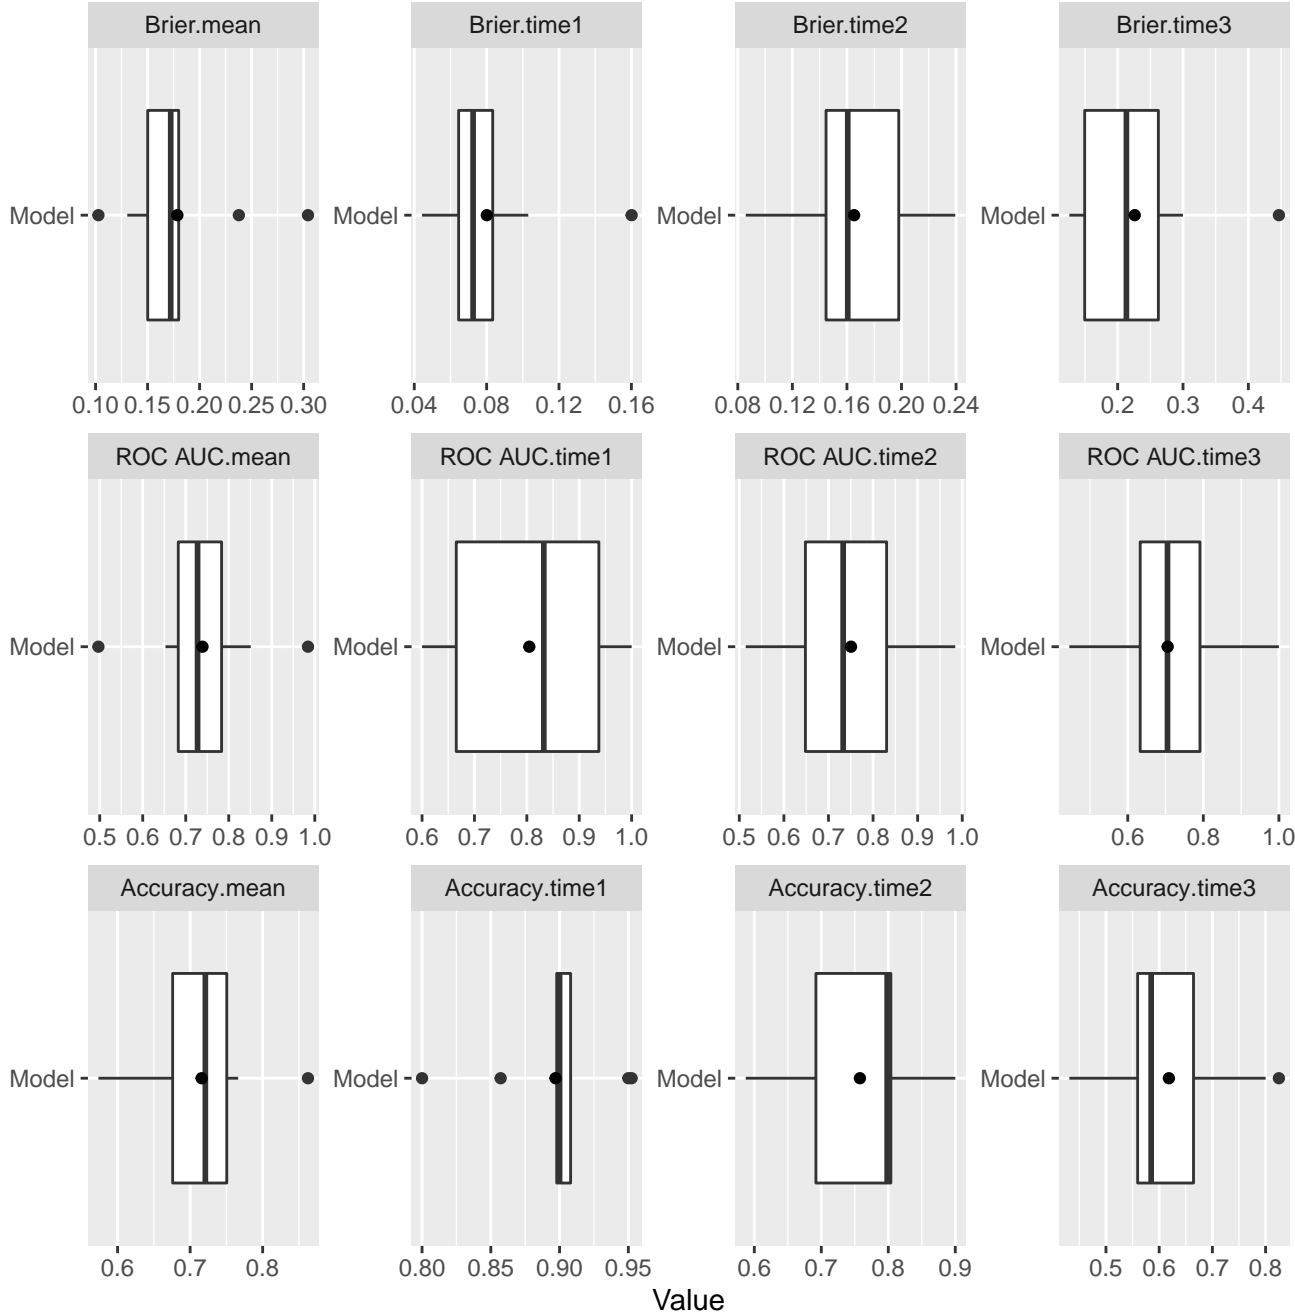 Brier.mean Brier.time1 Brier.time2 Brier.time3
Model Model Model Model
0.10 0.15 0.20 0.25 0.30 0.04 0.08 0.12 0.16 0.08 0.12 0.16 0.20 0.24 0.2 0.3 0.4
ROC AUC.mean ROC AUC.time1 ROC AUC.time2 ROC AUC.time3
Model Model Model Model
0.5 0.6 0.7 0.8 0.9 1.0 0.6 0.7 0.8 0.9 1.0 0.5 0.6 0.7 0.8 0.9 1.0 0.6 0.8 1.0
Accuracy.mean Accuracy.time1 Accuracy.time2 Accuracy.time3
Model Model Model Model
0.6 0.7 0.8 0.80 0.85 0.90 0.95 0.6 0.7 0.8 0.9 0.5 0.6 0.7 0.8
Value